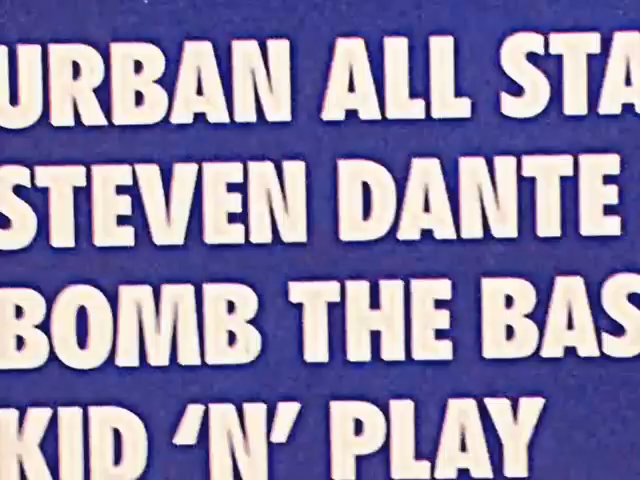 URBAN ALL STA
STEVEN DANTE
BOMB THE BAS
KID 'N' PLAY